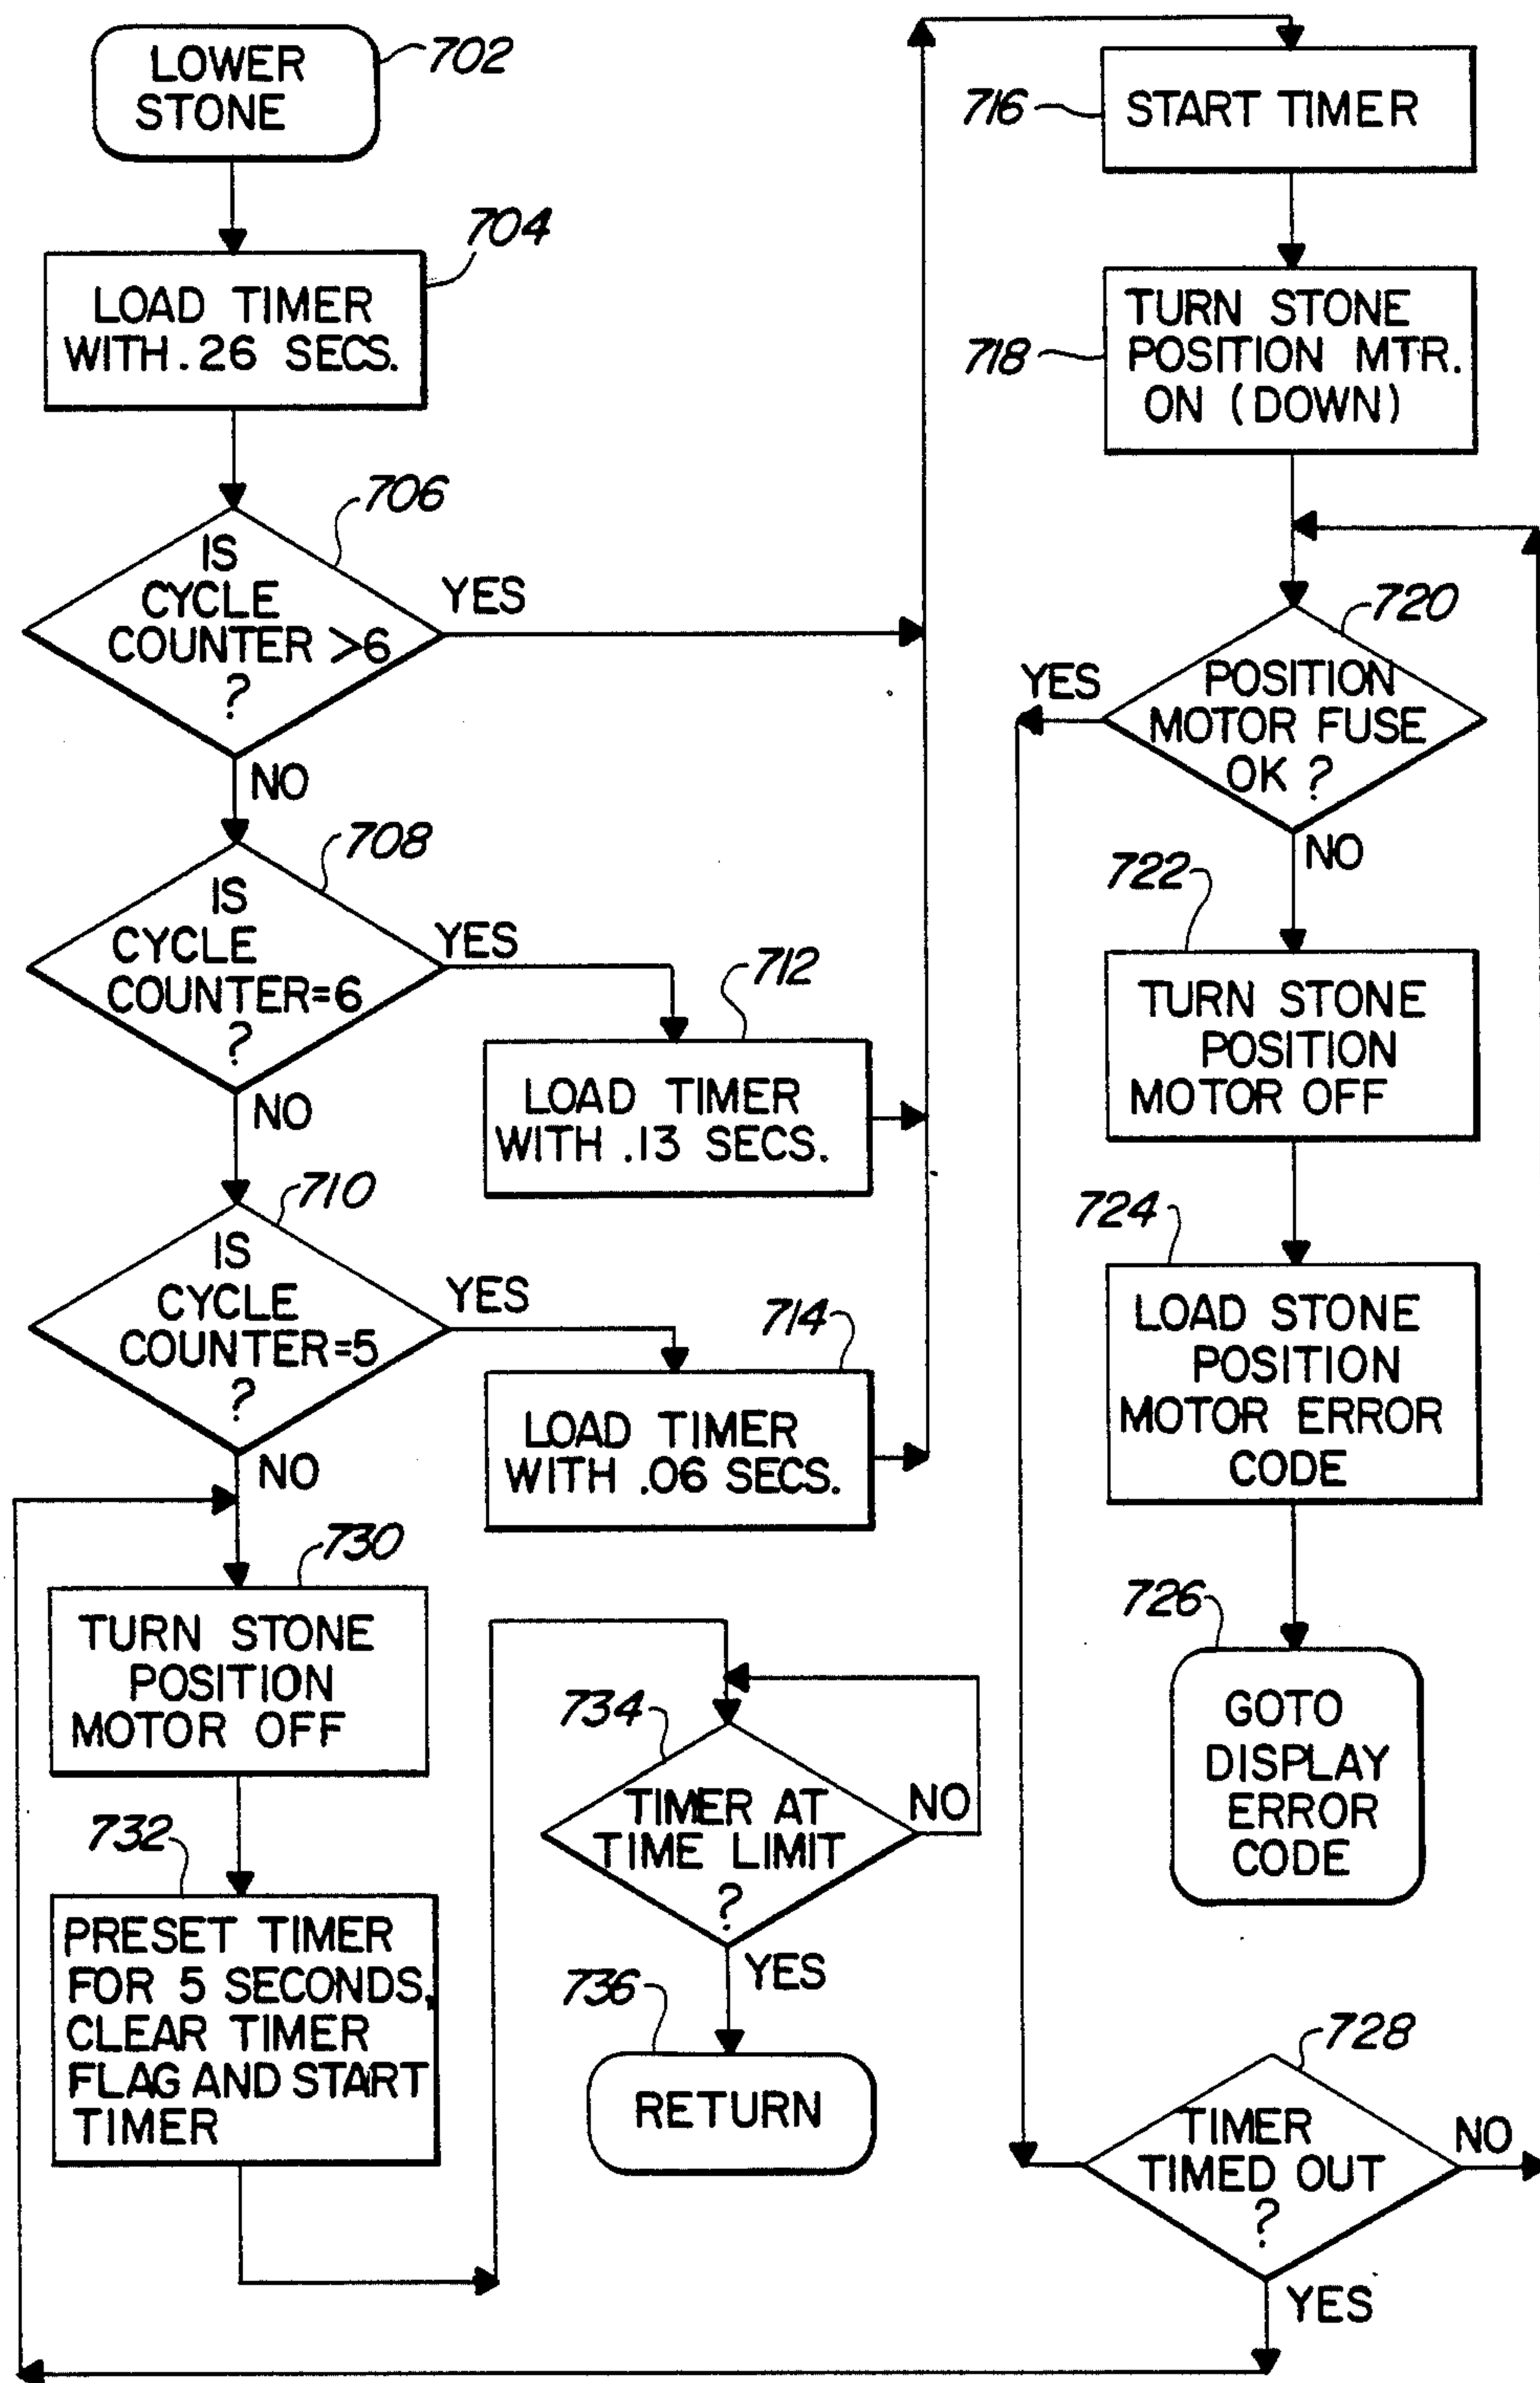 LOWER
STONE
702
LOAD TIMER
WITH .26 SECS.
704
IS
CYCLE
COUNTER >6
?
706
YES
NO
IS
CYCLE
COUNTER=6
?
708
YES
NO
LOAD TIMER
WITH .13 SECS.
712
IS
CYCLE
COUNTER=5
?
710
YES
NO
LOAD TIMER
WITH .06 SECS.
714
TURN STONE
POSITION
MOTOR OFF
730
PRESET TIMER
FOR 5 SECONDS,
CLEAR TIMER
FLAG AND START
TIMER
732
TIMER AT
TIME LIMIT
?
734
NO
YES
RETURN
736
START TIMER
716
TURN STONE
POSITION MTR.
ON (DOWN)
718
POSITION
MOTOR FUSE
OK ?
720
YES
NO
TURN STONE
POSITION
MOTOR OFF
722
LOAD STONE
POSITION
MOTOR ERROR
CODE
724
GOTO
DISPLAY
ERROR
CODE
726
TIMER
TIMED OUT
?
728
NO
YES